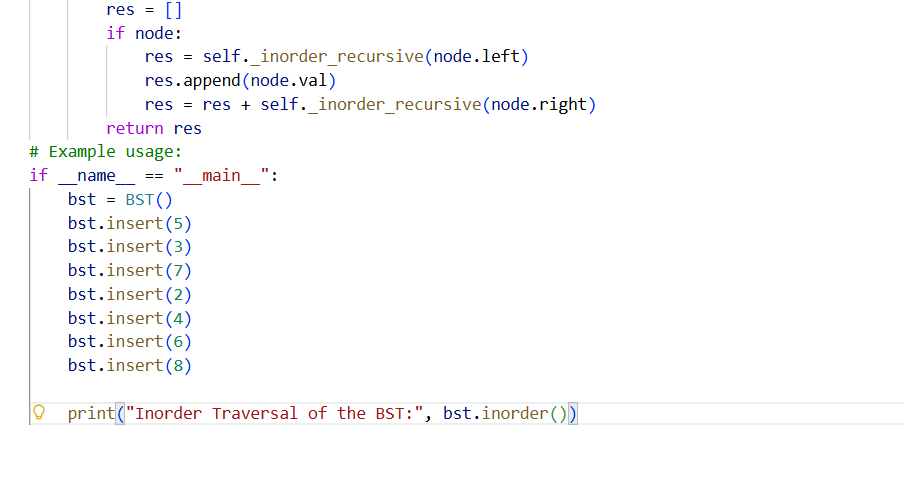 res = []
if node:
res = self._inorder_recursive(node.left)
res.append(node.val)
res = res + self._inorder_recursive(node.right)
return res
# Example usage:
if __name__ == "__main__":
bst = BST()
bst.insert(5)
bst.insert(3)
bst.insert(7)
bst.insert(2)
bst.insert(4)
bst.insert(6)
bst.insert(8)
print("Inorder Traversal of the BST:", bst.inorder())